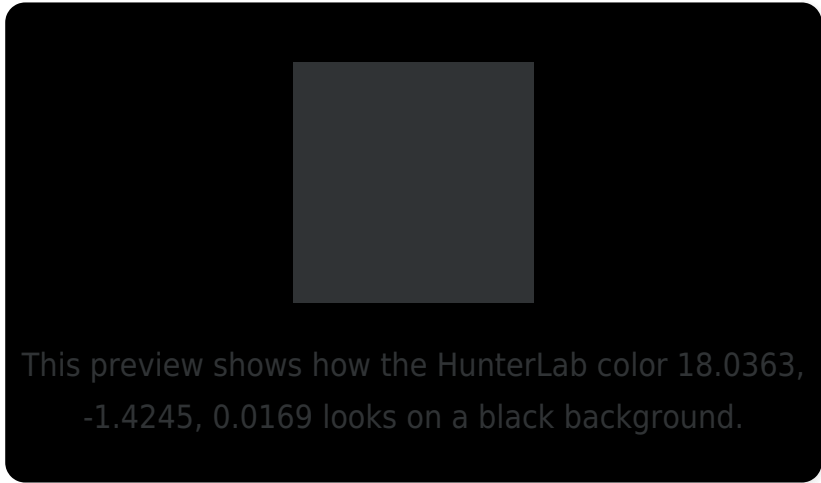 This preview shows how the HunterLab color 18.0363,
-1.4245, 0.0169 looks on a black background.